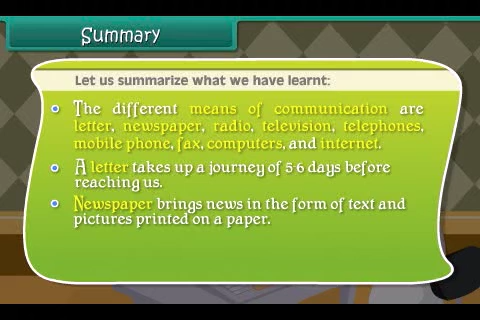 Summary
Let us summarize what we have learnt:
The different means of communication are
letter, newspaper, radio, television, telephones,
mobile phone, fax, computers, and internet.
A letter takes up a journey of 5-6 days before
reaching us.
Newspaper brings news in the form of text and
pictures printed on a paper.